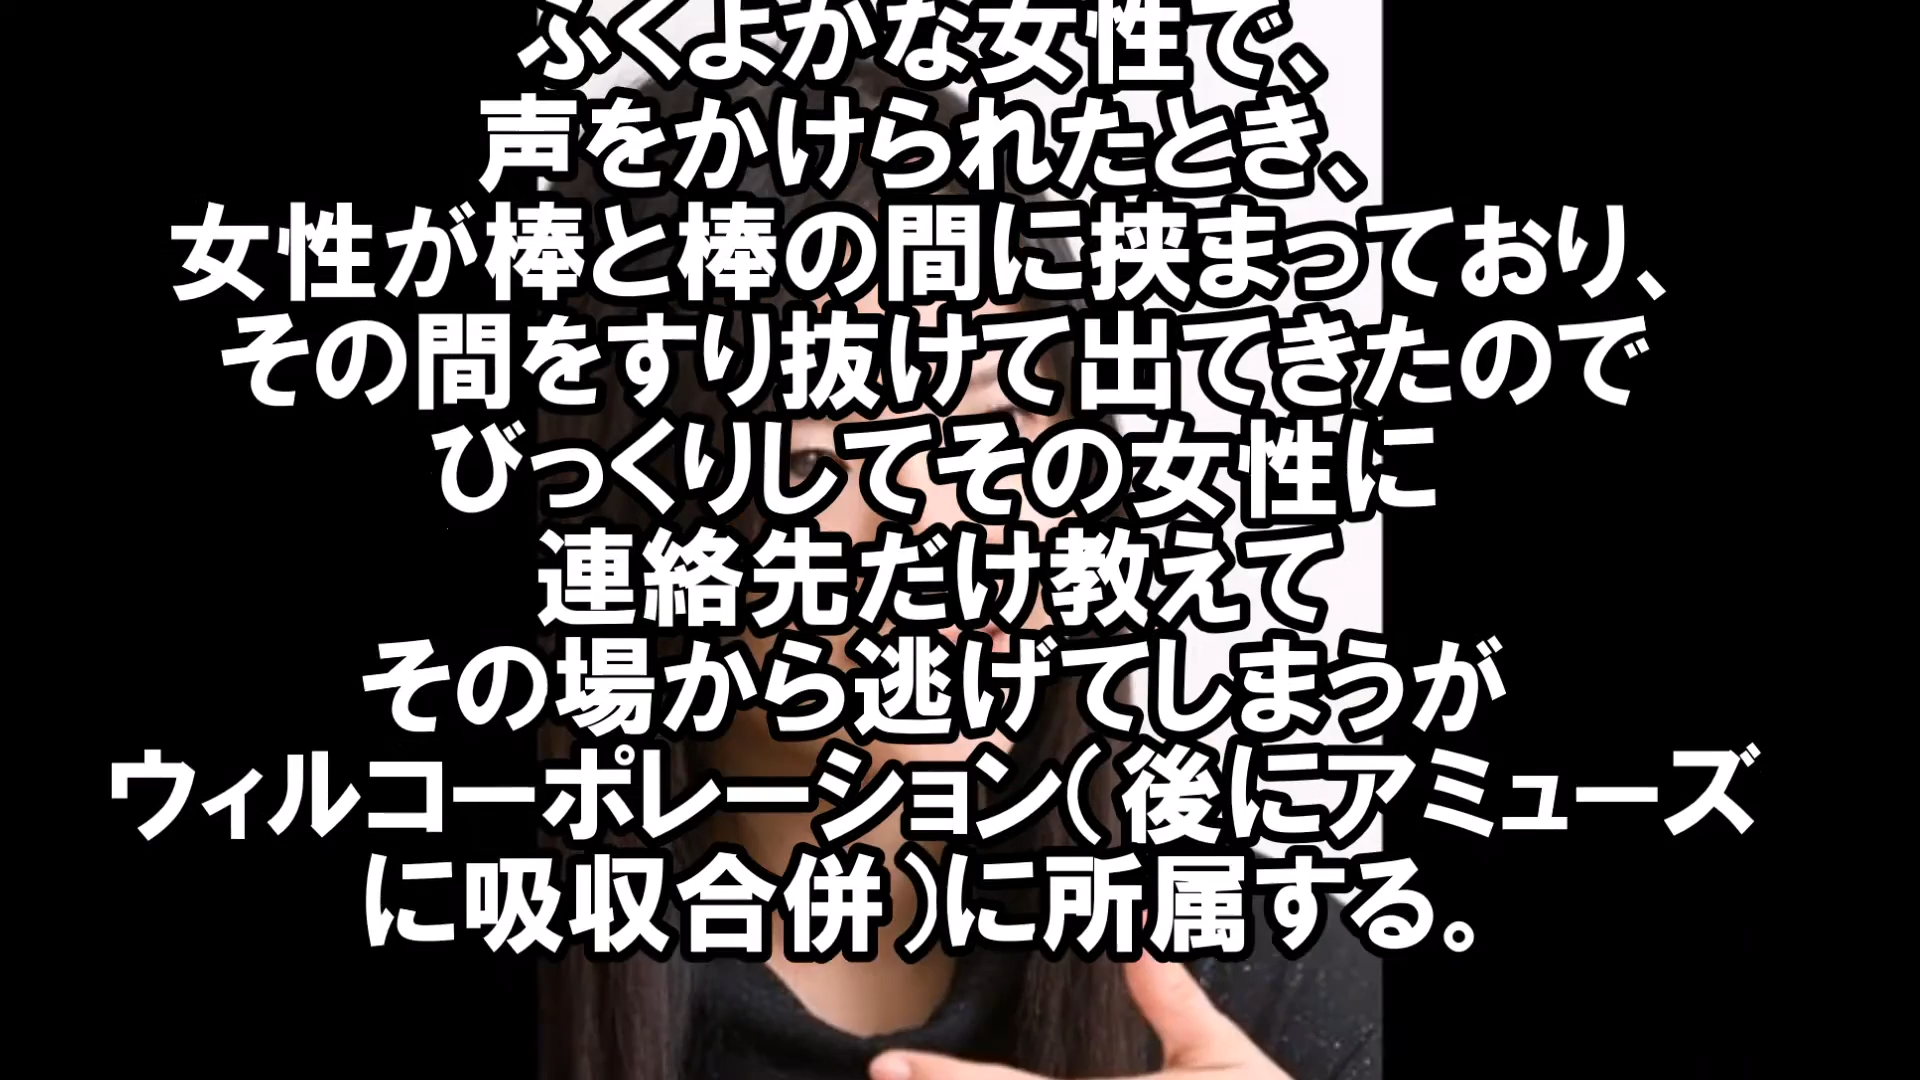 ふくよかな女性で、
声をかけられたとき、
女性が棒と棒の間に挟まっており、
その間をすり抜けて出てきたので
びっくりしてその女性に
連絡先だけ教えて
その場から逃げてしまうが
ウィルコーポレーション(後にアミューズ
に吸収合併)に所属する。